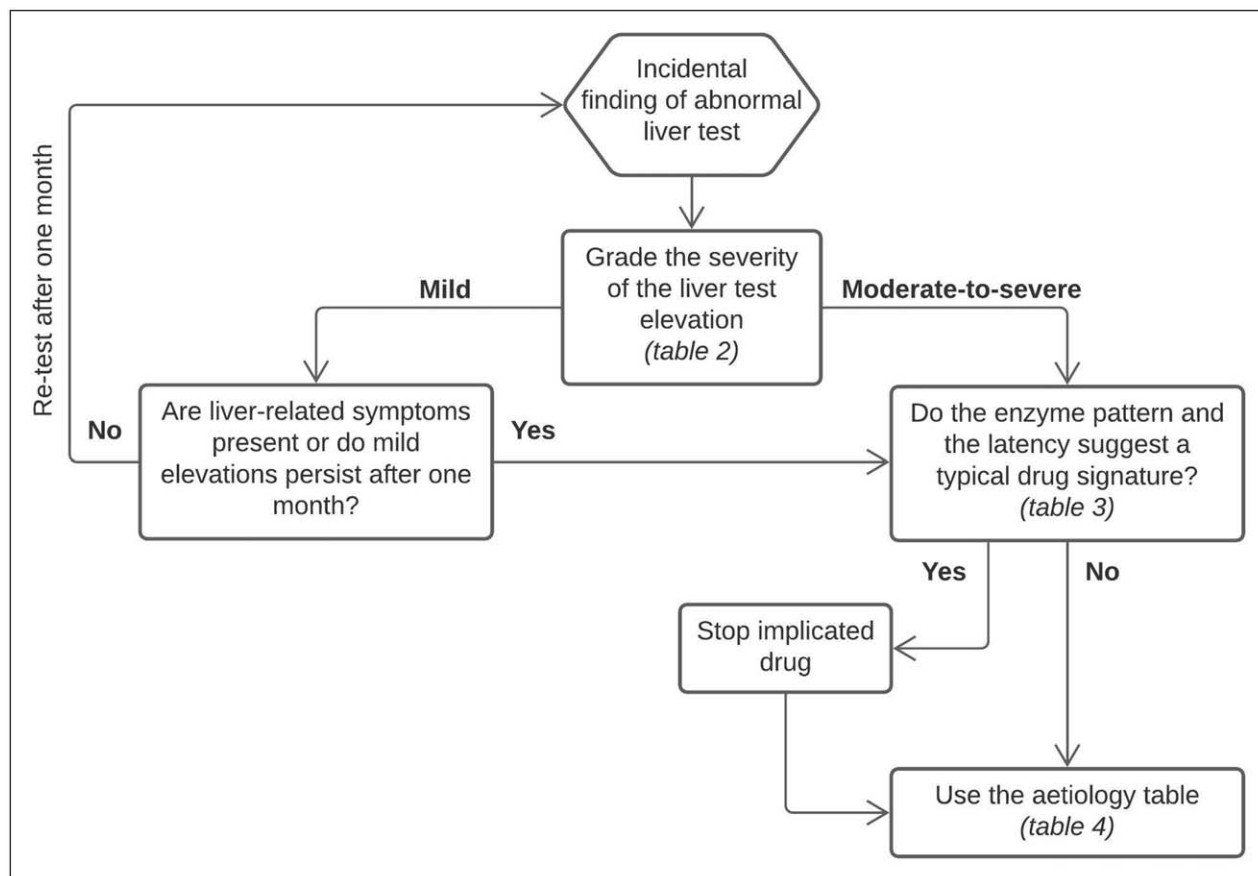 Incidental
finding of abnormal
liver test
Re-test after one month
Grade the severity
of the liver test
elevation
(table 2)
Mild
Moderate-to-severe
Are liver-related symptoms
present or do mild
elevations persist after one
month?
No
Yes
Do the enzyme pattern and
the latency suggest a
typical drug signature?
(table 3)
Yes
No
Stop implicated
drug
Use the aetiology table
(table 4)